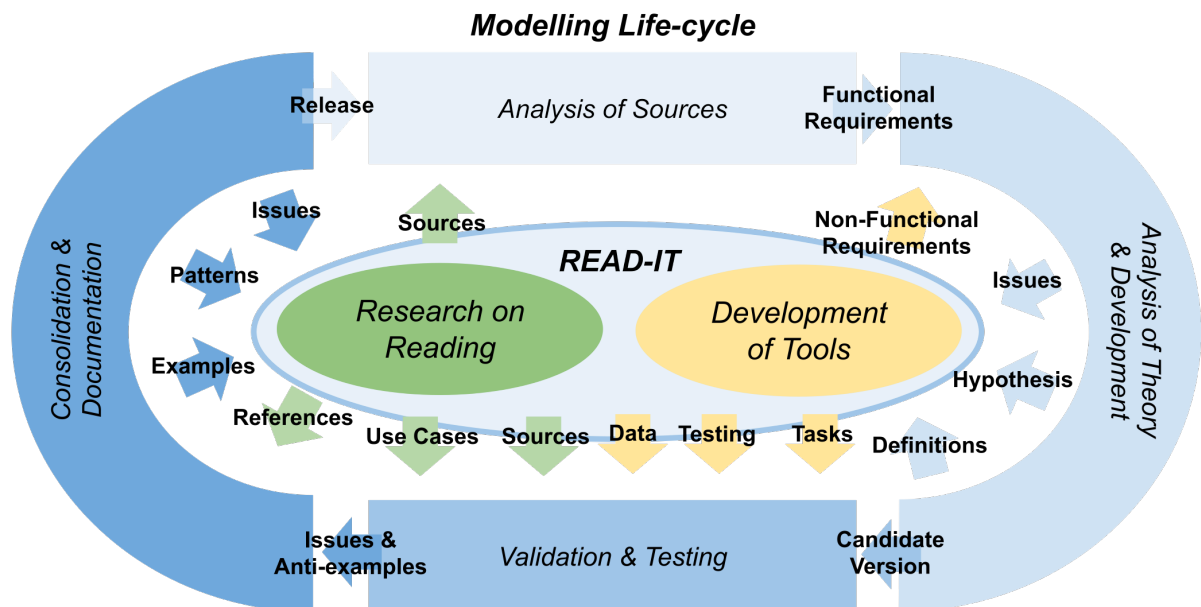 Modelling Life-cycle
Release
Analysis of Sources
Functional
Requirements
Issues
Sources
Non-Functional
Requirements
READ-IT
Patterns
Issues
Research on
Reading
Development
of Tools
Consolidation &
Documentation
Analysis of Theory
& Development
Examples
Hypothesis
References
Use Cases
Sources
Data
Testing
Tasks
Definitions
Issues &
Anti-examples
Validation & Testing
Candidate
Version